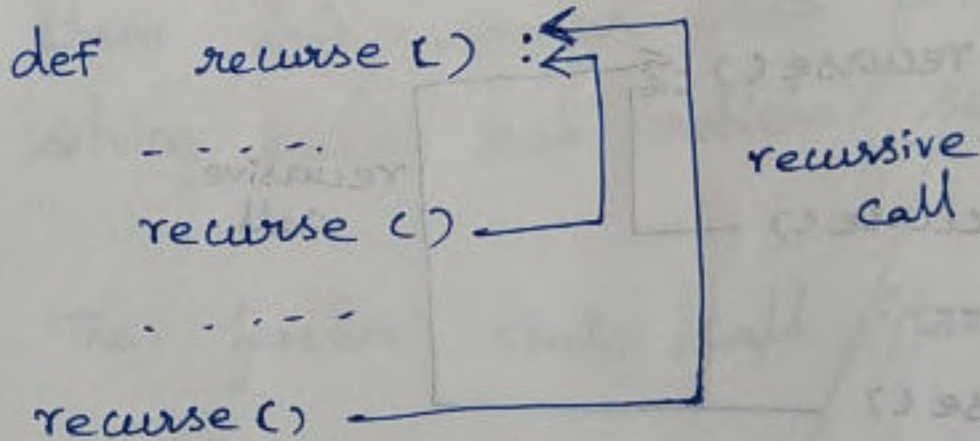 def recurse () :
- - - - -
recursive
recurse ()
call
. . . - -
recurse ()